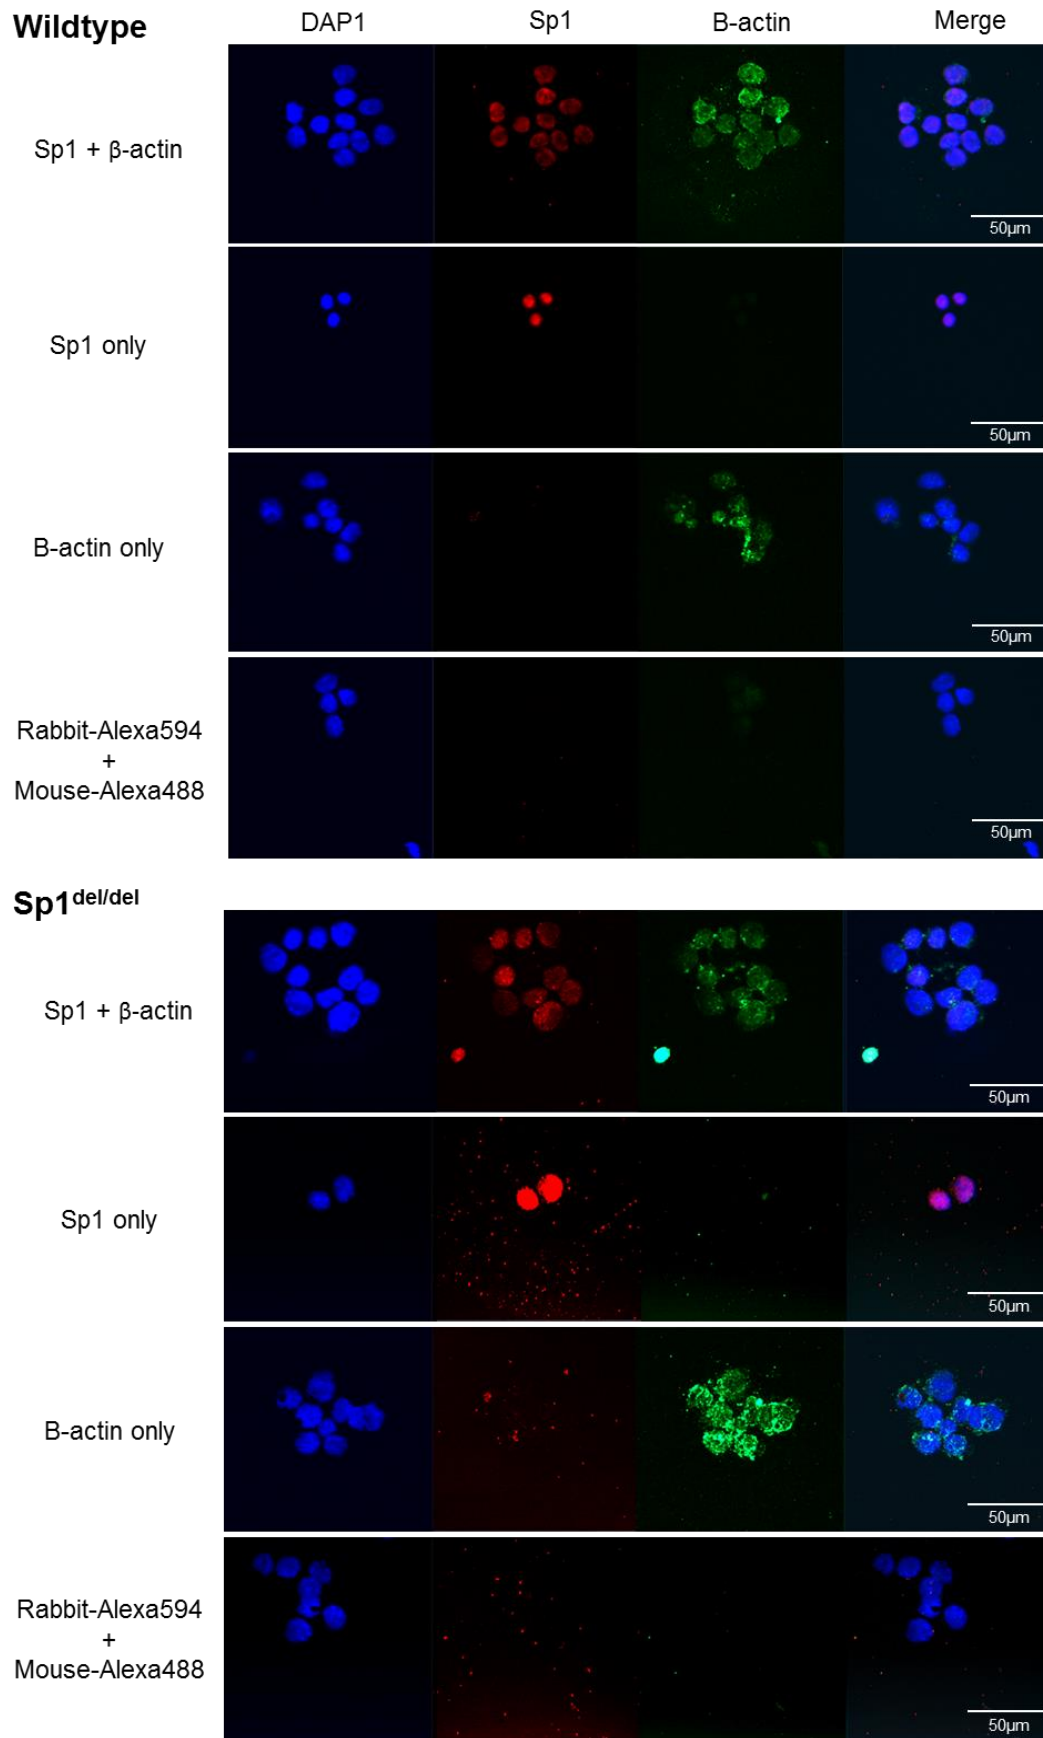 Wildtype
DAP1 Sp1 B-actin Merge
Sp1 + β-actin
50µm
Sp1 only
50µm
B-actin only
50µm
Rabbit-Alexa594
+
Mouse-Alexa488
50µm
Sp1del/del
Sp1 + β-actin
50µm
Sp1 only
50µm
B-actin only
50µm
Rabbit-Alexa594
+
Mouse-Alexa488
50µm